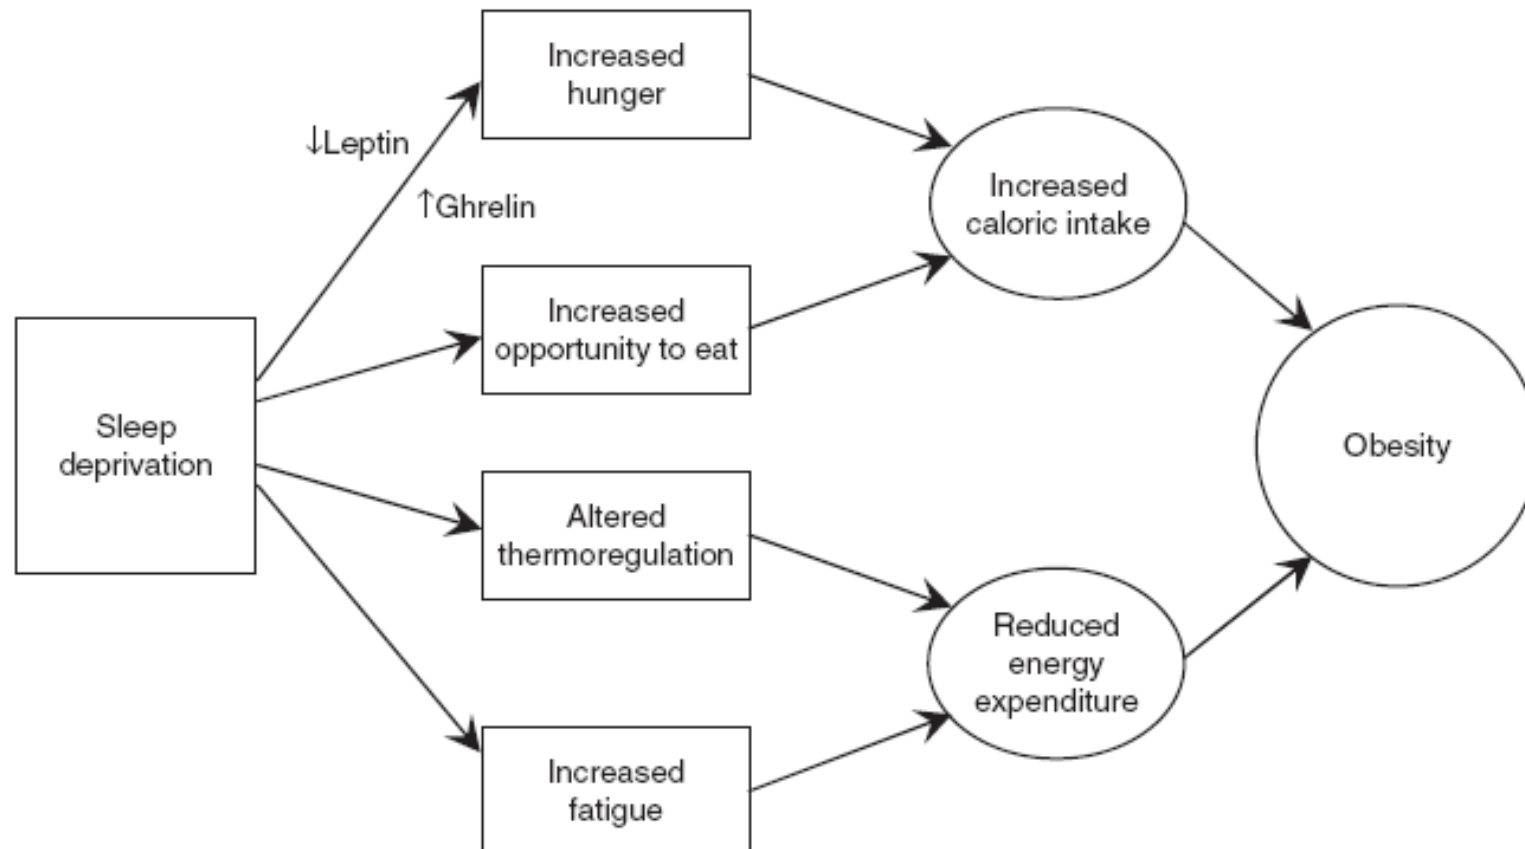 Increased
hunger
↓Leptin
↑Ghrelin
Increased
caloric intake
Increased
opportunity to eat
Sleep
deprivation
Obesity
Altered
thermoregulation
Reduced
energy
expenditure
Increased
fatigue